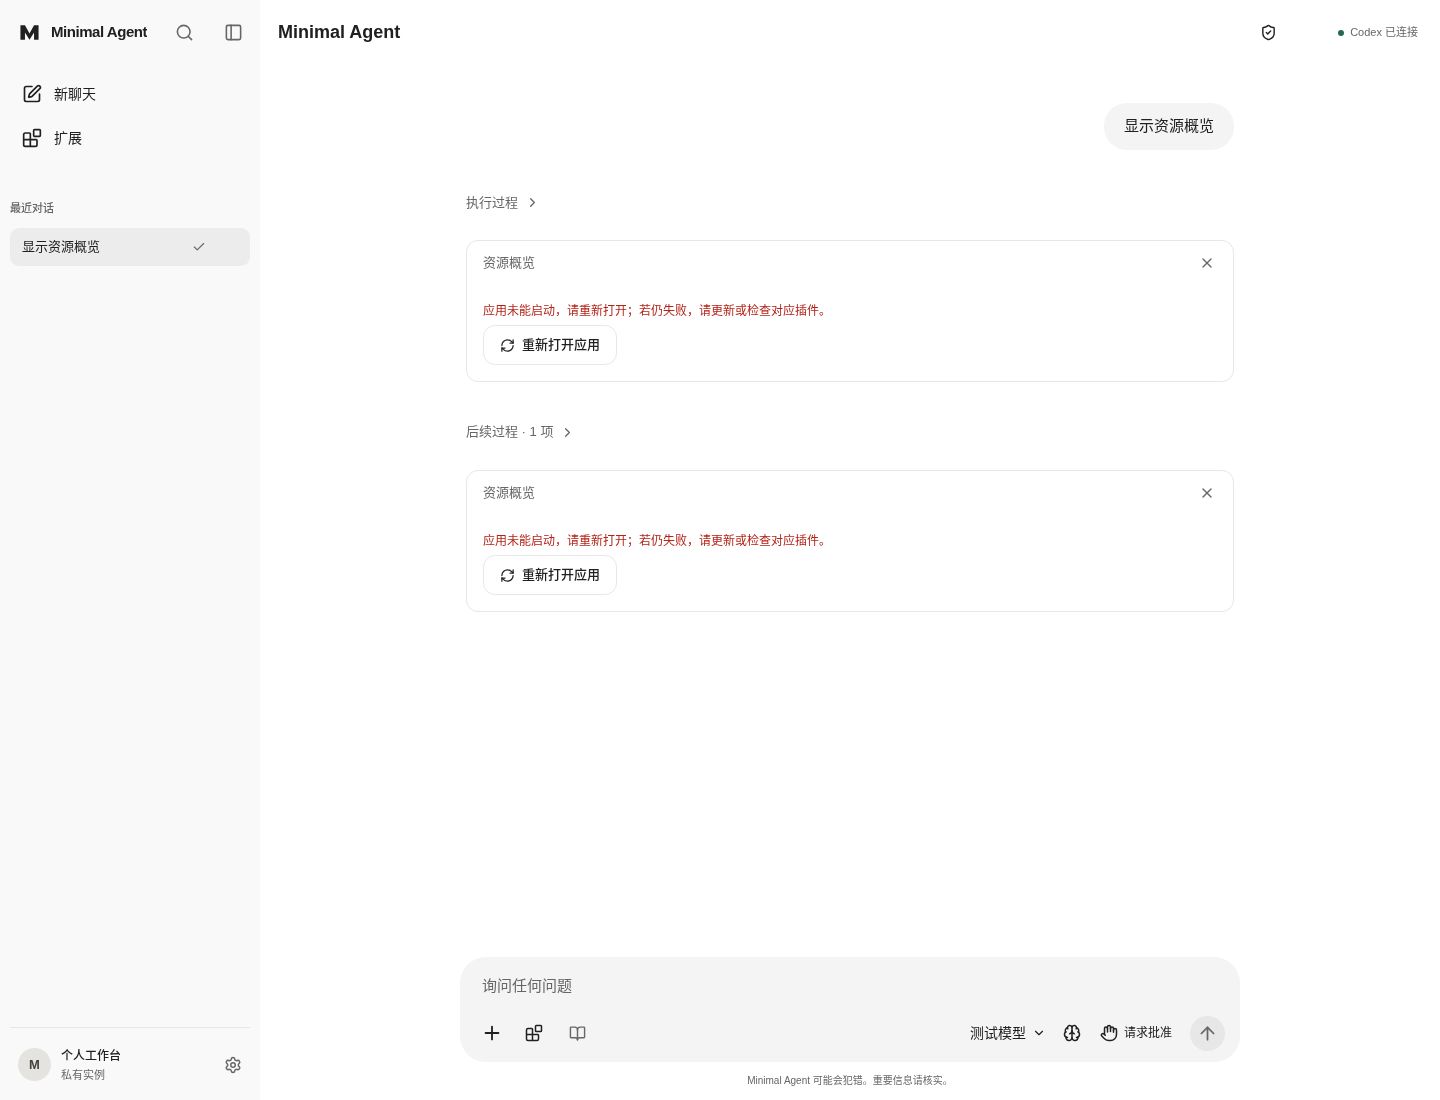 Minimal Agent
新聊天
扩展
最近对话
显示资源概览
M
个人工作台
私有实例
Minimal Agent
Codex 已连接
显示资源概览
执行过程
资源概览
应用未能启动，请重新打开；若仍失败，请更新或检查对应插件。
重新打开应用
后续过程 · 1 项
资源概览
应用未能启动，请重新打开；若仍失败，请更新或检查对应插件。
重新打开应用
询问任何问题
测试模型
请求批准
Minimal Agent 可能会犯错。重要信息请核实。